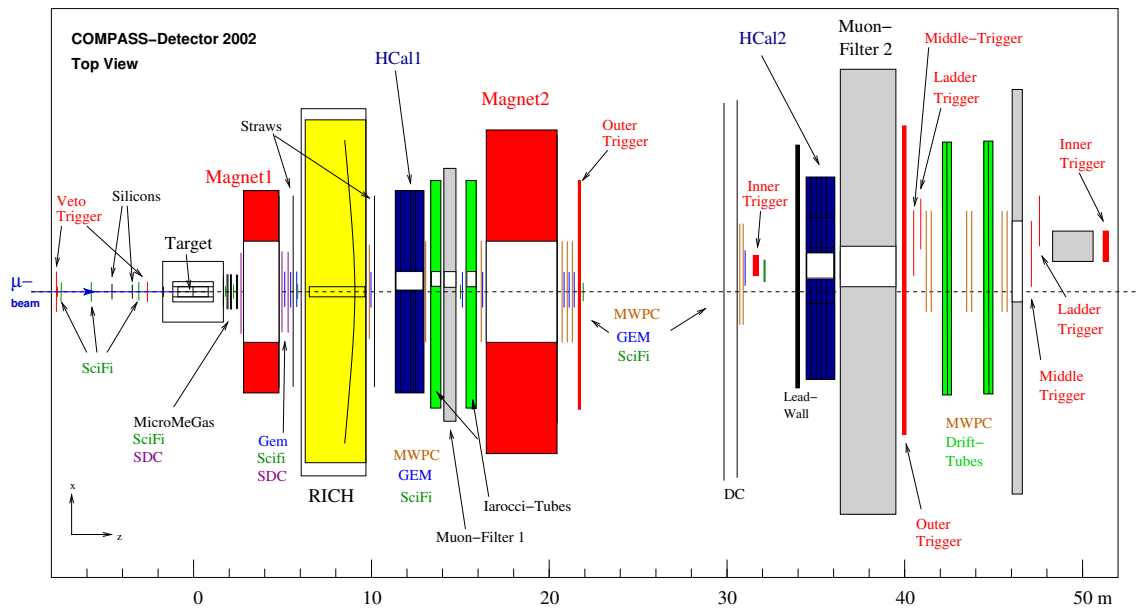 COMPASS−Detector 2002
Top View
Muon−
Filter 2
HCal1
HCal2
Middle−Trigger
Ladder
Trigger
Magnet2
Straws
Outer
Trigger
Inner
Trigger
Magnet1
Veto
Trigger
Silicons
Inner
Trigger
Target
μ−
beam
MWPC
GEM
SciFi
Ladder
Trigger
SciFi
Middle
Trigger
Lead−
Wall
MicroMeGas
SciFi
SDC
Gem
Scifi
SDC
MWPC
GEM
SciFi
MWPC
Drift−
Tubes
RICH
Iarocci−Tubes
DC
Muon−Filter 1
Outer
Trigger
x
z
0 10 20 30 40 50 m